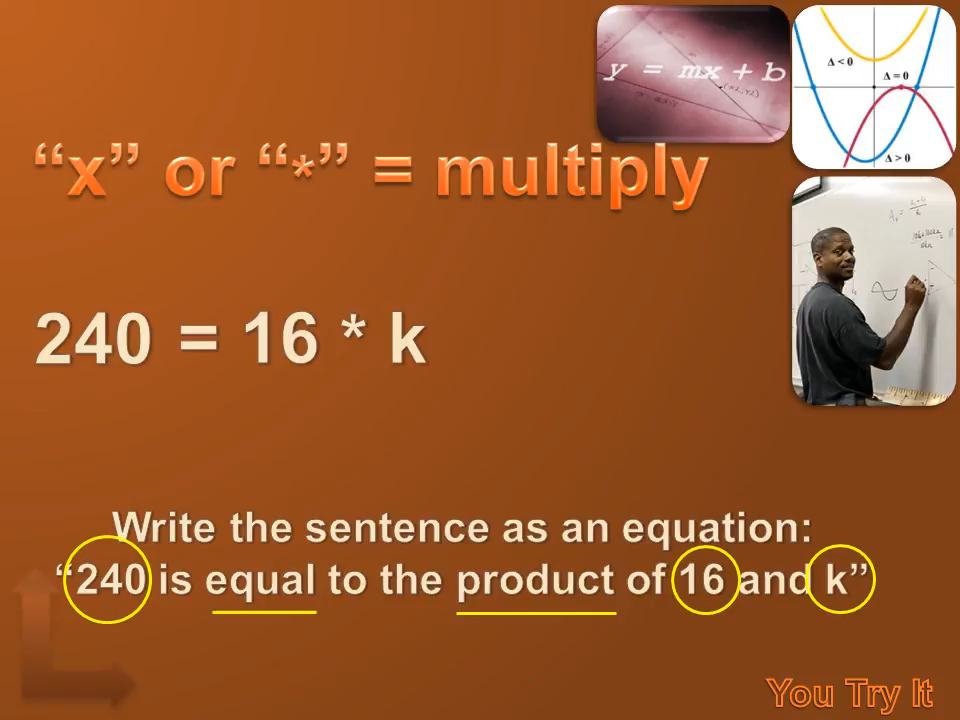 y = mx + b
Δ < 0
Δ = 0
Δ > 0
“x” or “*” = multiply
240 = 16 * k
Write the sentence as an equation:
“240 is equal to the product of 16 and k”
You Try It